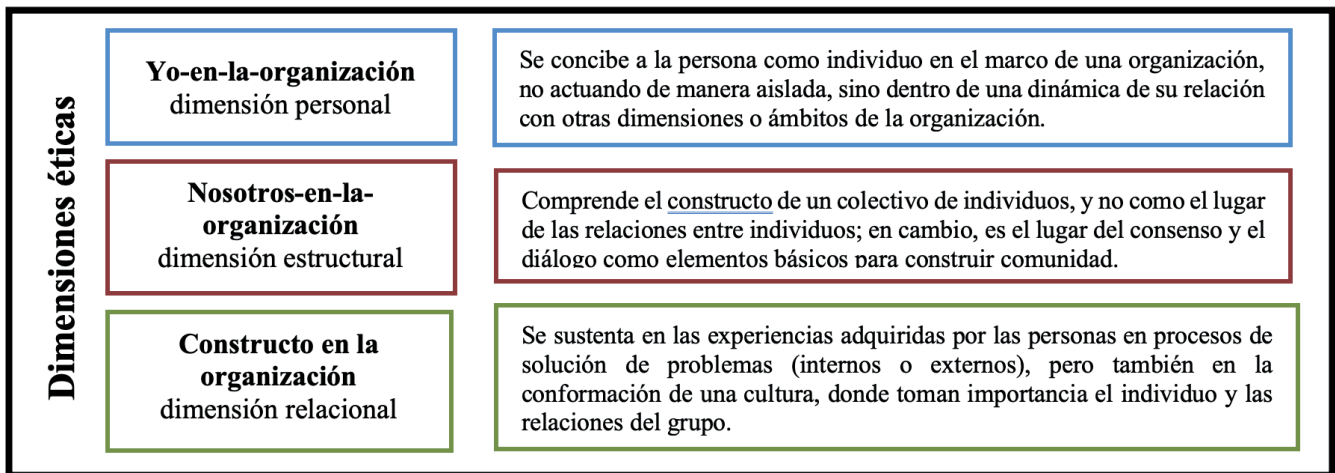 Dimensiones éticas
Yo-en-la-organización
dimensión personal
Se concibe a la persona como individuo en el marco de una organización,
no actuando de manera aislada, sino dentro de una dinámica de su relación
con otras dimensiones o ámbitos de la organización.
Nosotros-en-la-
organización
dimensión estructural
Comprende el constructo de un colectivo de individuos, y no como el lugar
de las relaciones entre individuos; en cambio, es el lugar del consenso y el
diálogo como elementos básicos para construir comunidad.
Constructo en la
organización
dimensión relacional
Se sustenta en las experiencias adquiridas por las personas en procesos de
solución de problemas (internos o externos), pero también en la
conformación de una cultura, donde toman importancia el individuo y las
relaciones del grupo.